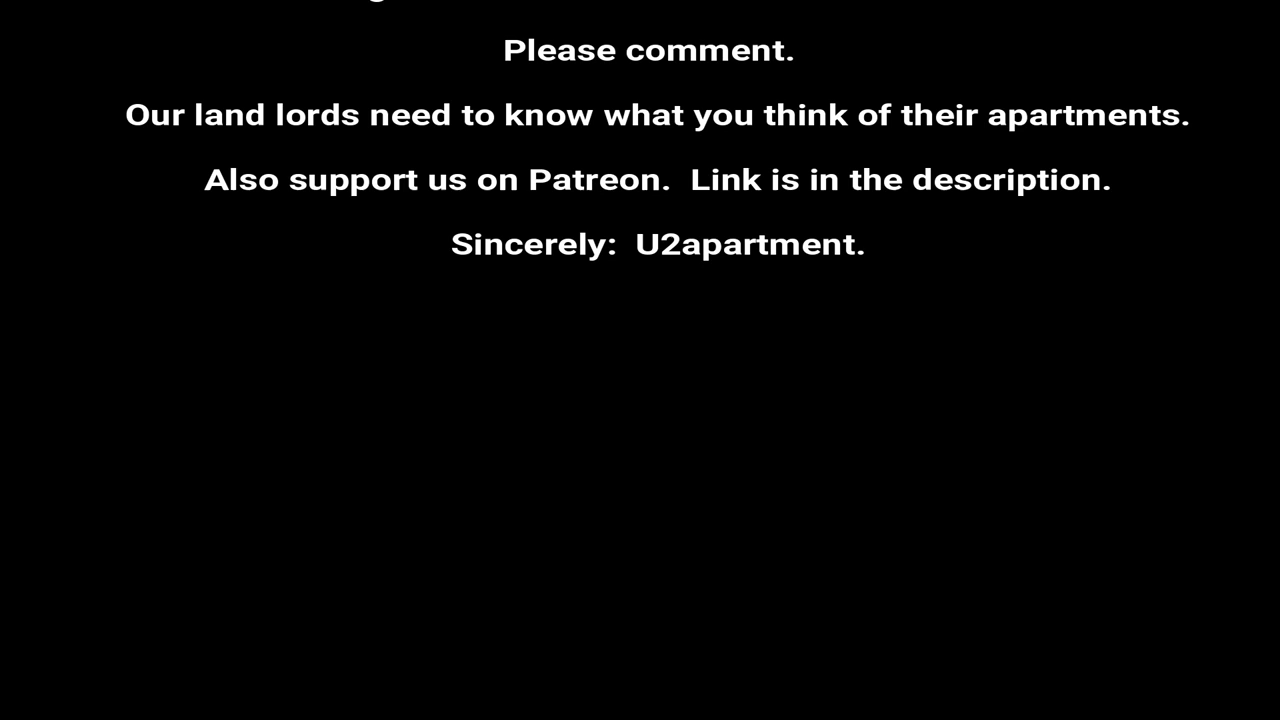 Please comment.
Our land lords need to know what you think of their apartments.
Also support us on Patreon.  Link is in the description.
Sincerely:  U2apartment.